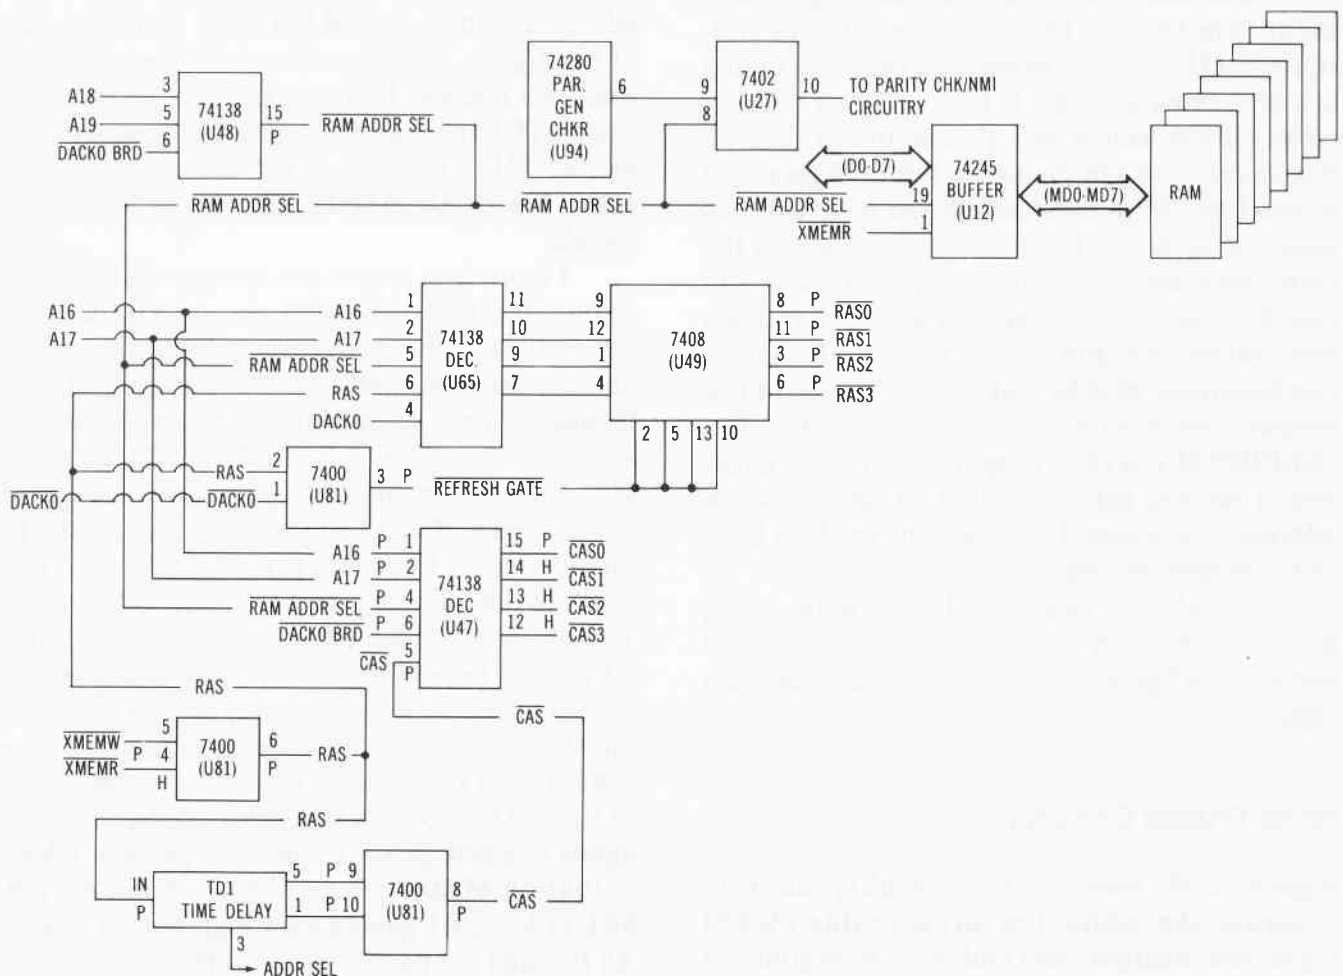 A18
A19
DACK0 BRD
3
5
6
74138
(U48)
15
P
RAM ADDR SEL
74280
PAR.
GEN
CHKR
(U94)
6
9
8
7402
(U27)
10
TO PARITY CHK/NMI
CIRCUITRY
(D0-D7)
RAM ADDR SEL
RAM ADDR SEL
RAM ADDR SEL
XMEMR
19
1
74245
BUFFER
(U12)
(MD0-MD7)
RAM
A16
A17
A16
A17
RAM ADDR SEL
RAS
DACK0
1
2
5
6
4
74138
DEC.
(U65)
11
10
9
7
9
12
1
4
7408
(U49)
8 P RAS0
11 P RAS1
3 P RAS2
6 P RAS3
2 5 13 10
DACK0
RAS
DACK0
2
1
7400
(U81)
3 P
REFRESH GATE
A16 P 1
A17 P 2
RAM ADDR SEL P 4
DACK0 BRD P 6
CAS 5
P
74138
DEC
(U47)
15 P CAS0
14 H CAS1
13 H CAS2
12 H CAS3
RAS
CAS
XMEMW
XMEMR
5
P 4
H
7400
(U81)
6
P
RAS
RAS
IN
P
TD1
TIME DELAY
5 P 9
1 P 10
3
ADDR SEL
7400
(U81)
8
P
CAS